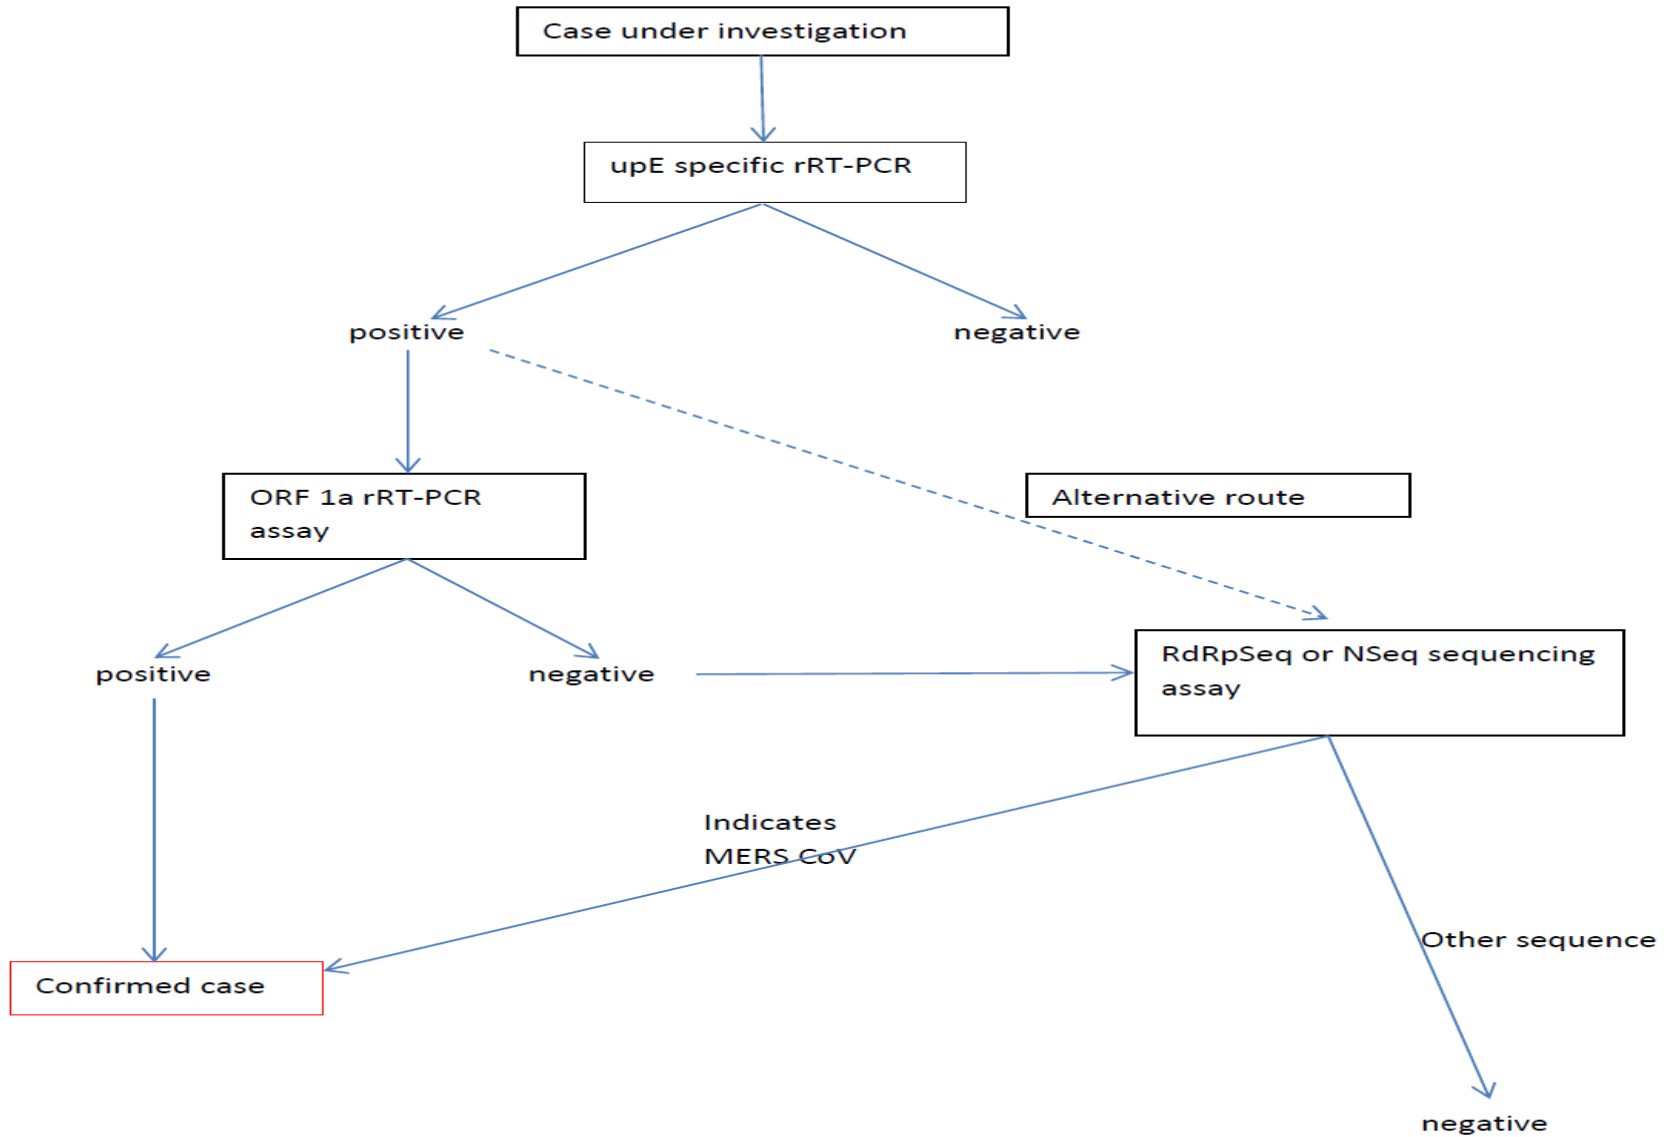 Case under investigation
upE specific rRT-PCR
positive
negative
ORF 1a rRT-PCR
assay
Alternative route
positive
negative
RdRpSeq or NSeq sequencing
assay
Indicates
MERS CoV
Other sequence
Confirmed case
negative